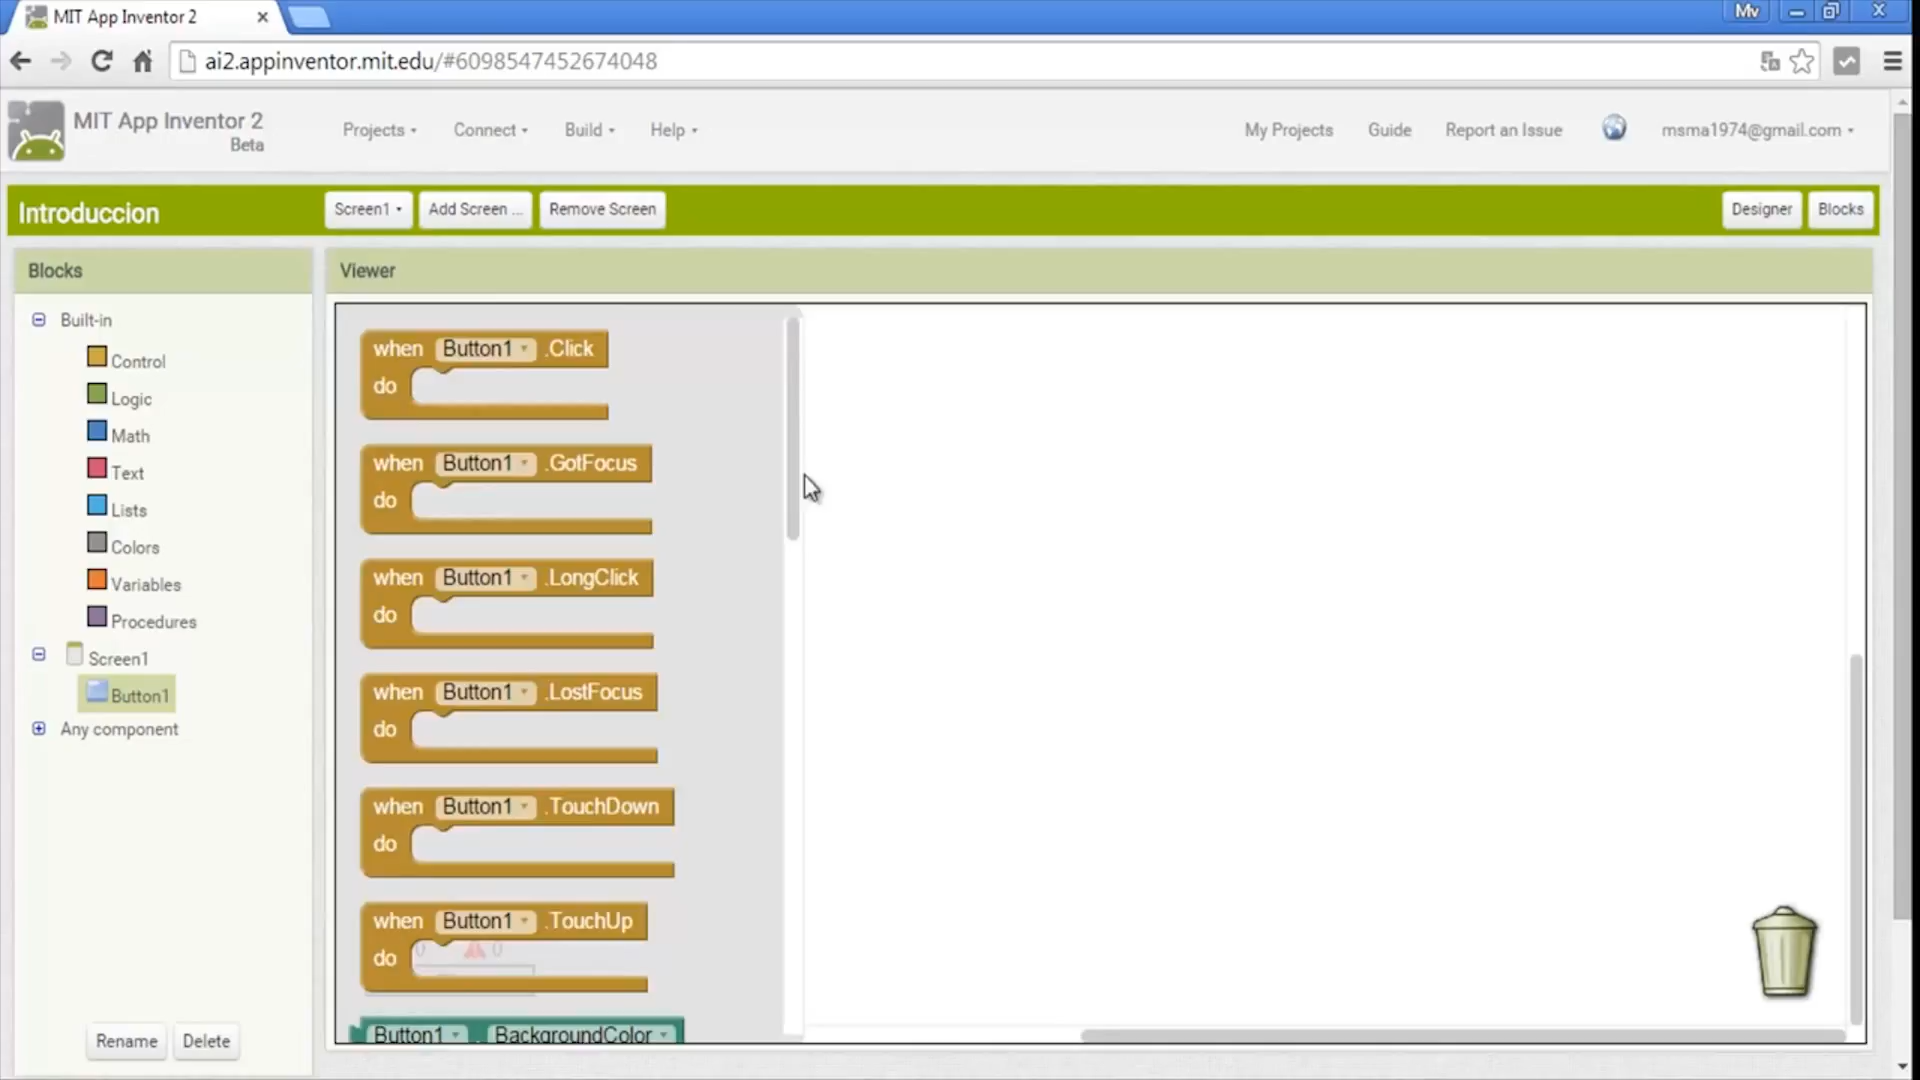 MIT App Inventor 2
Mv
ai2.appinventor.mit.edu/#6098547452674048
MIT App Inventor 2
Beta
Projects Connect Build Help My Projects Guide Report an Issue msma1974@gmail.com
Introduccion Screen1 Add Screen ... Remove Screen Designer Blocks
Blocks
Built-in
Control
Logic
Math
Text
Lists
Colors
Variables
Procedures
Screen1
Button1
Any component
Rename Delete
Viewer
when Button1 .Click
do
when Button1 .GotFocus
do
when Button1 .LongClick
do
when Button1 .LostFocus
do
when Button1 .TouchDown
do
when Button1 .TouchUp
do 0 0
Button1 . BackgroundColor